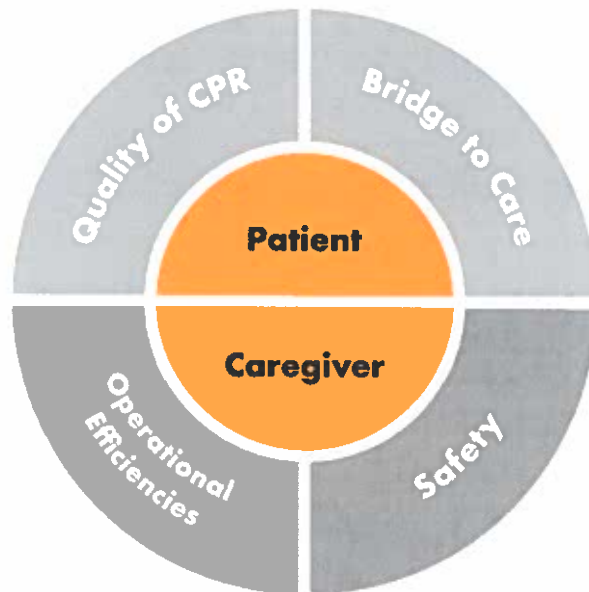 Quality of CPR
Bridge to Care
Patient
Caregiver
Operational
Efficiencies
Safety